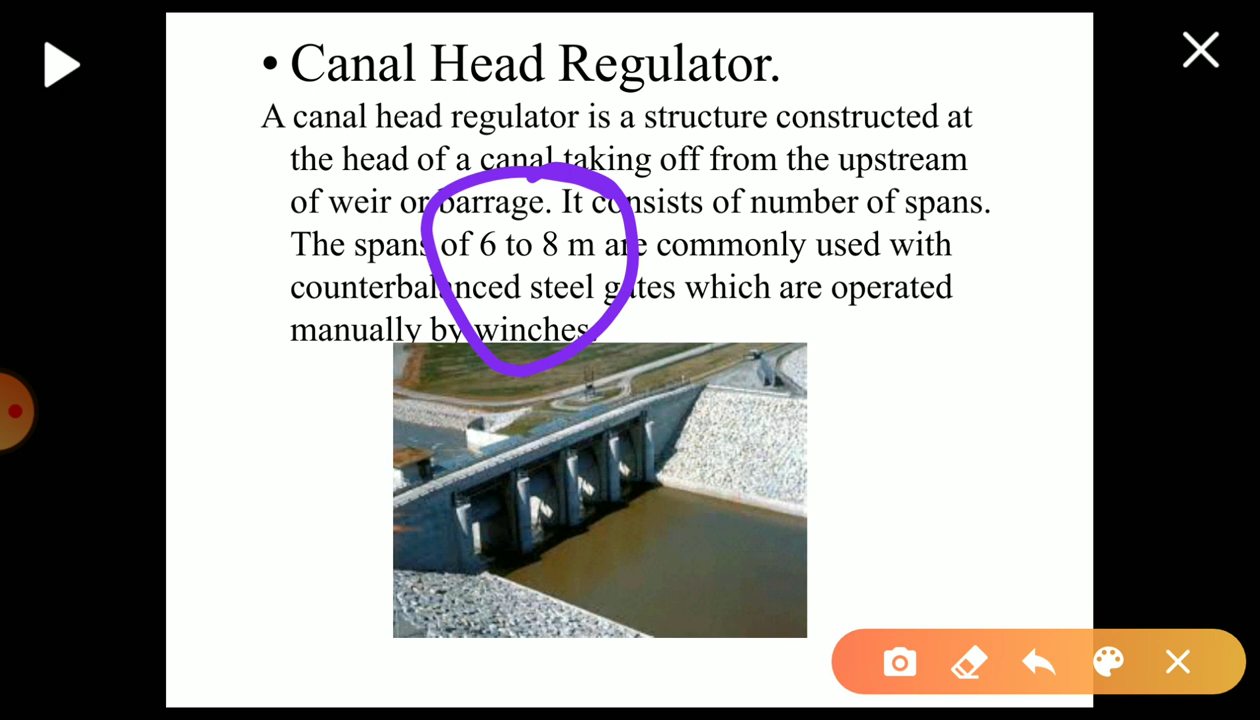 • Canal Head Regulator.
A canal head regulator is a structure constructed at
the head of a canal taking off from the upstream
of weir or barrage. It consists of number of spans.
The spans of 6 to 8 m are commonly used with
counterbalanced steel gates which are operated
manually by winches.